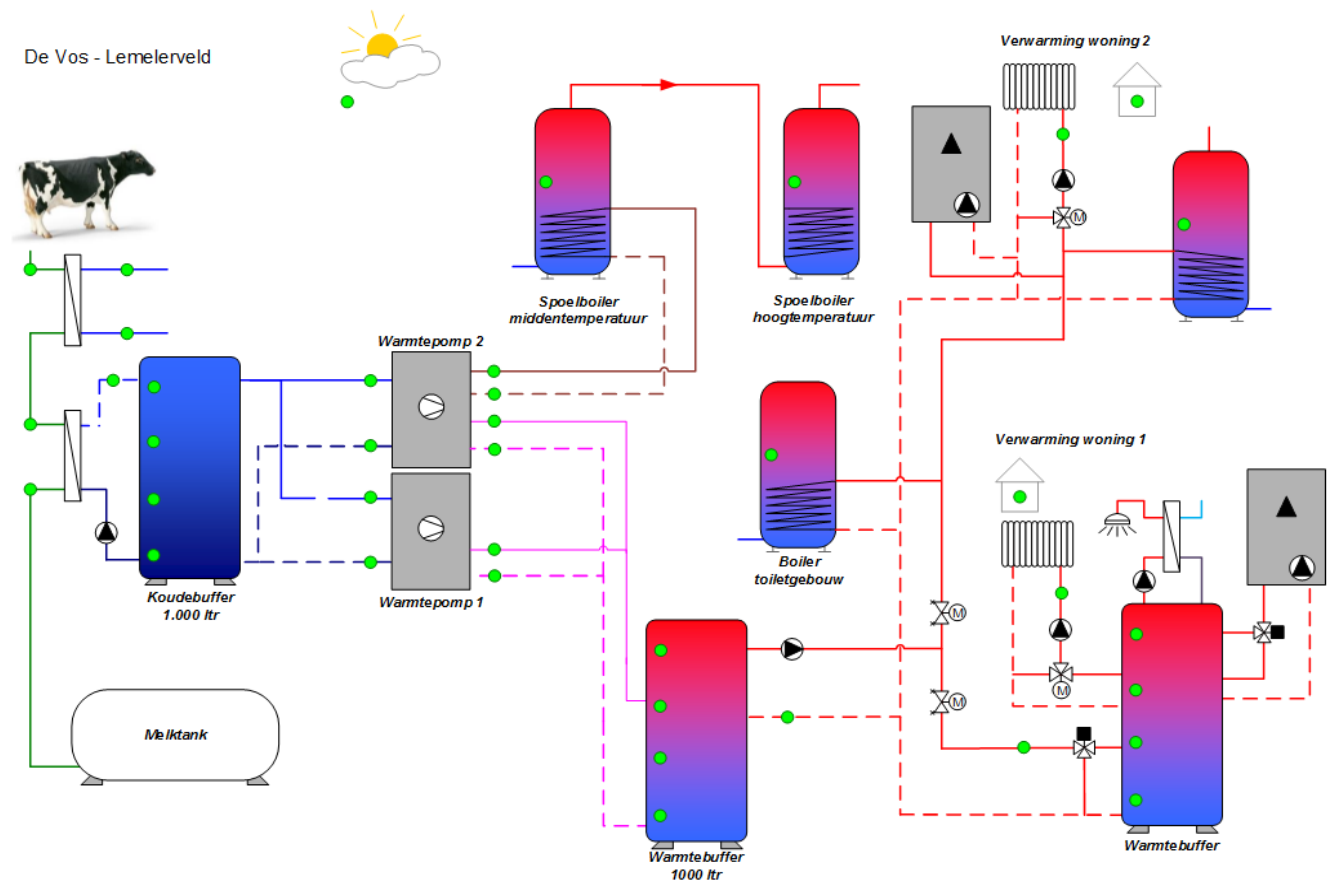 De Vos - Lemelerveld
Verwarming woning 2
Spoelboiler
middentemperatuur
Spoelboiler
hoogtemperatuur
M
Warmtepomp 2
Verwarming woning 1
Boiler
toiletgebouw
Warmtepomp 1
Koudebuffer
1.000 ltr
M
M
M
Melktank
Warmtebuffer
1000 ltr
Warmtebuffer